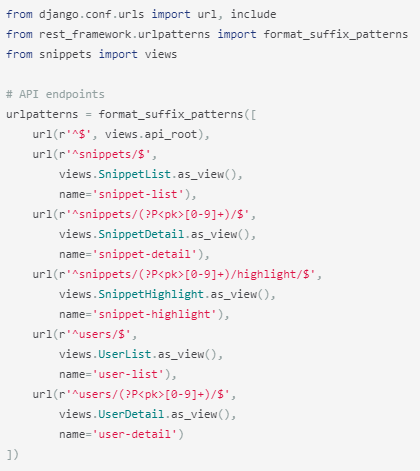 from django.conf.urls import url, include
from rest_framework.urlpatterns import format_suffix_patterns
from snippets import views

# API endpoints
urlpatterns = format_suffix_patterns([
    url(r'^$', views.api_root),
    url(r'^snippets/$',
        views.SnippetList.as_view(),
        name='snippet-list'),
    url(r'^snippets/(?P<pk>[0-9]+)/$',
        views.SnippetDetail.as_view(),
        name='snippet-detail'),
    url(r'^snippets/(?P<pk>[0-9]+)/highlight/$',
        views.SnippetHighlight.as_view(),
        name='snippet-highlight'),
    url(r'^users/$',
        views.UserList.as_view(),
        name='user-list'),
    url(r'^users/(?P<pk>[0-9]+)/$',
        views.UserDetail.as_view(),
        name='user-detail')
])